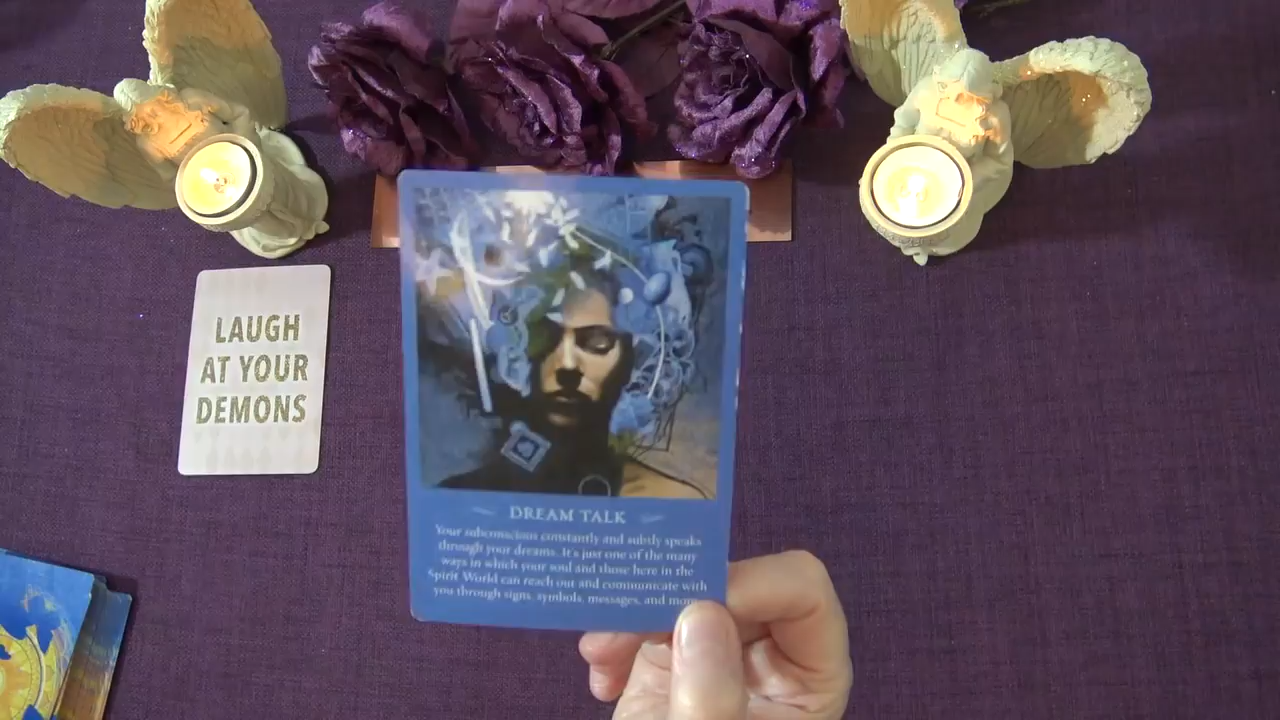 LAUGH
AT YOUR
DEMONS
DREAM TALK
Your subconscious constantly and subtly speaks
through your dreams. It's just one of the many
ways in which your soul and those here in the
Spirit World can reach out and communicate with
you through signs, symbols, messages, and more.